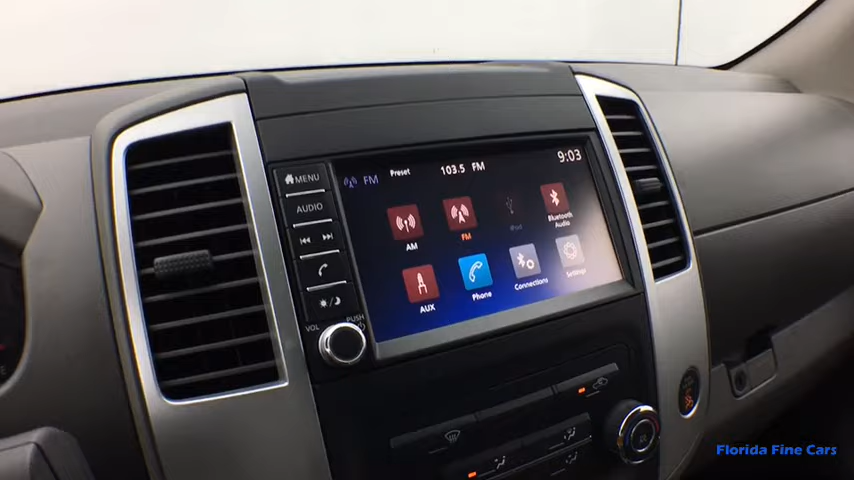 MENU
AUDIO
VOL
PUSH
FM
Preset
103.5 FM
9:03
AM
FM
iPod
Bluetooth
Audio
AUX
Phone
Connections
Settings
Florida Fine Cars